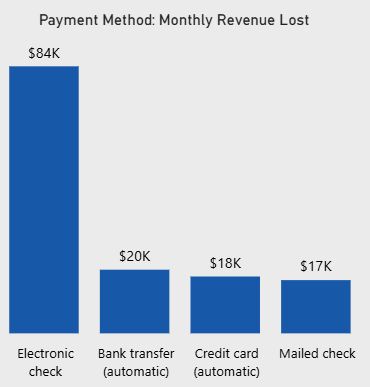 Payment Method: Monthly Revenue Lost
$84K
$20K
$18K
$17K
Electronic
check
Bank transfer
(automatic)
Credit card
(automatic)
Mailed check